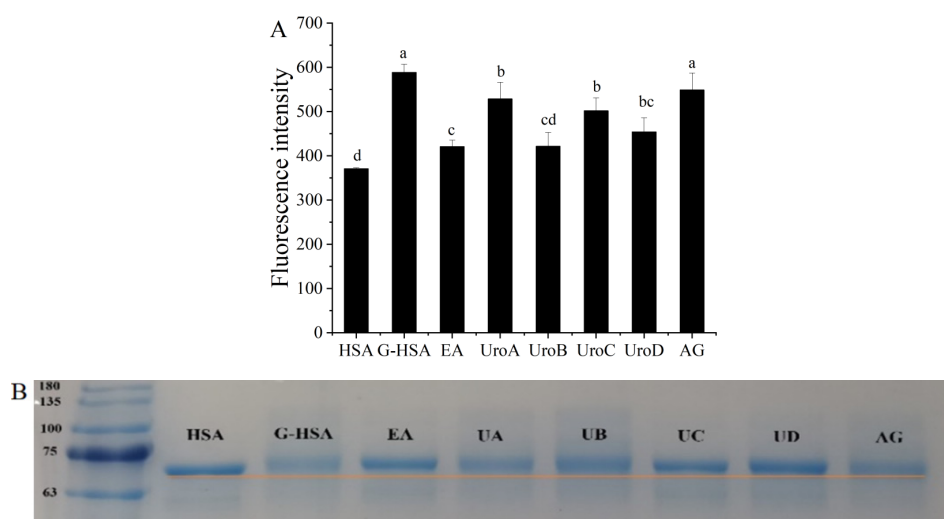 A
Fluorescence intensity
700
600
500
400
300
200
100
0
d
a
c
b
cd
b
bc
a
HSA G-HSA EA UroA UroB UroC UroD AG
B
180
135
100
75
63
HSA G-HSA EA UA UB UC UD AG